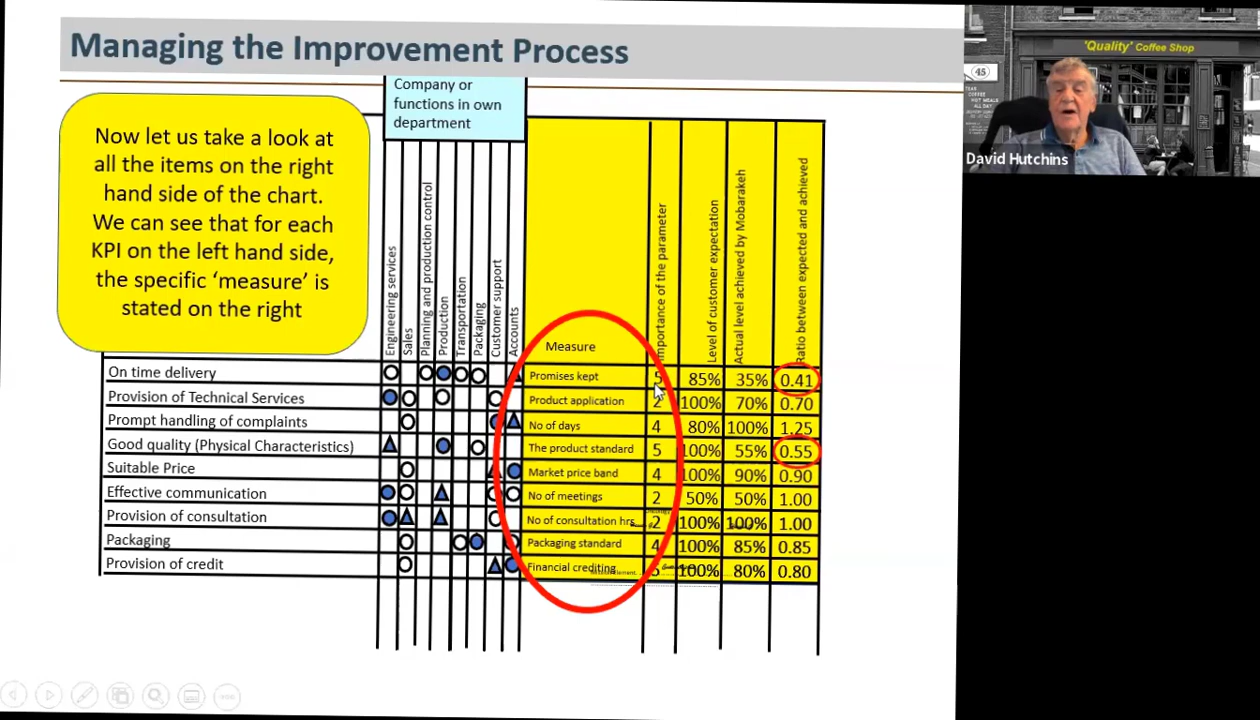 Managing the Improvement Process
'Quality' Coffee Shop
45
David Hutchins
Company or
functions in own
department
Now let us take a look at
all the items on the right
hand side of the chart.
We can see that for each
KPI on the left hand side,
the specific 'measure' is
stated on the right
Engineering services
Sales
Planning and production control
Production
Transportation
Packaging
Customer support
Accounts
Measure
Importance of the parameter
Level of customer expectation
Actual level achieved by Mobarakeh
Ratio between expected and achieved
On time delivery Promises kept 5 85% 35% 0.41
Provision of Technical Services Product application 2 100% 70% 0.70
Prompt handling of complaints No of days 4 80% 100% 1.25
Good quality (Physical Characteristics) The product standard 5 100% 55% 0.55
Suitable Price Market price band 4 100% 90% 0.90
Effective communication No of meetings 2 50% 50% 1.00
Provision of consultation No of consultation hrs 2 100% 100% 1.00
Packaging Packaging standard 4 100% 85% 0.85
Provision of credit Financial crediting 100% 80% 0.80